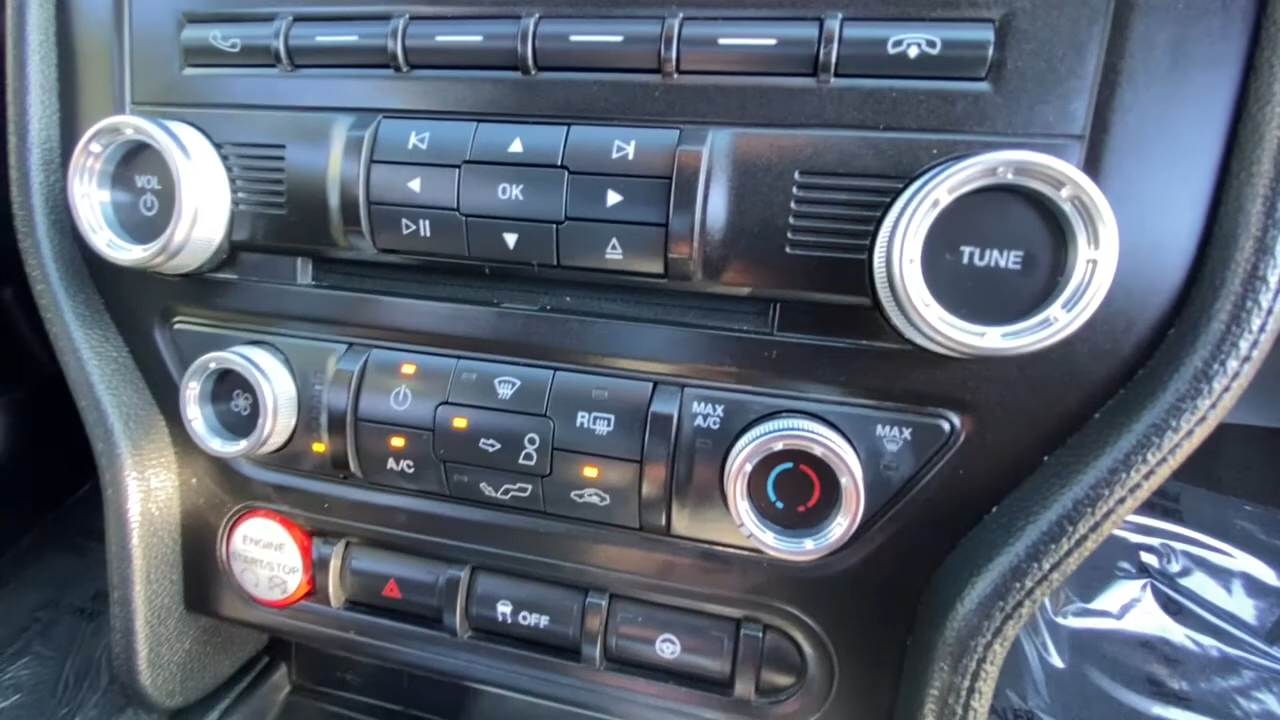 VOL
OK
TUNE
MAX
A/C
R
MAX
A/C
ENGINE
START/STOP
OFF